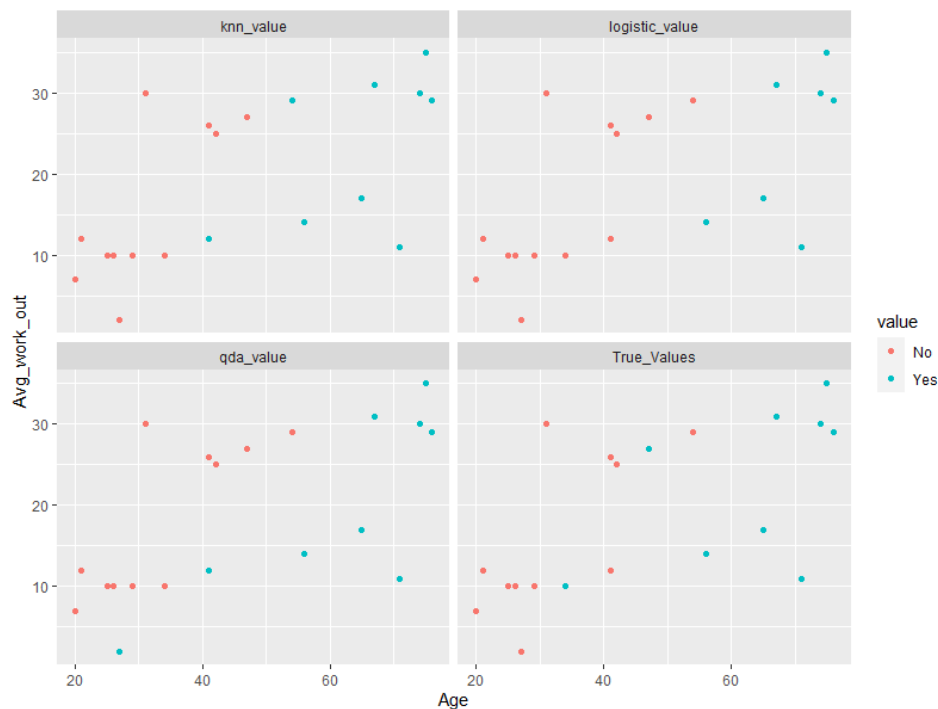 knn_value
logistic_value
30
20
10
qda_value
True_Values
30
20
10
20
40
60
20
40
60
Age
Avg_work_out
value
No
Yes